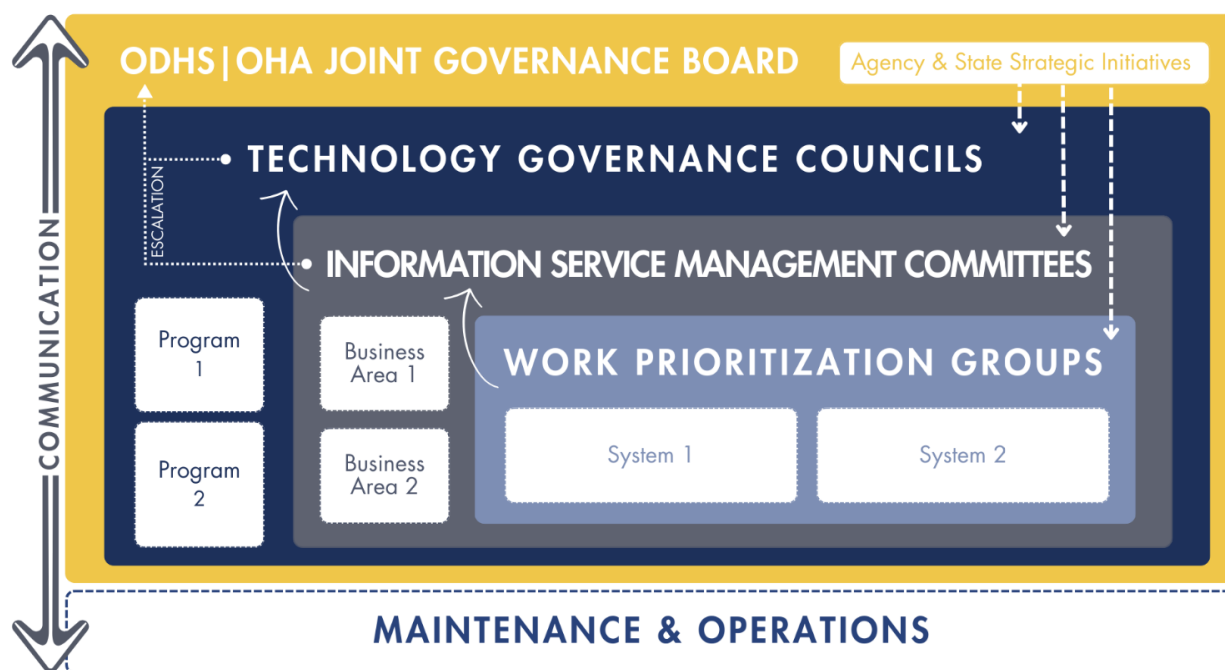 ODHS|OHA JOINT GOVERNANCE BOARD
Agency & State Strategic Initiatives
TECHNOLOGY GOVERNANCE COUNCILS
ESCALATION
INFORMATION SERVICE MANAGEMENT COMMITTEES
COMMUNICATION
Program
1
Business
Area 1
WORK PRIORITIZATION GROUPS
Program
2
Business
Area 2
System 1
System 2
MAINTENANCE & OPERATIONS